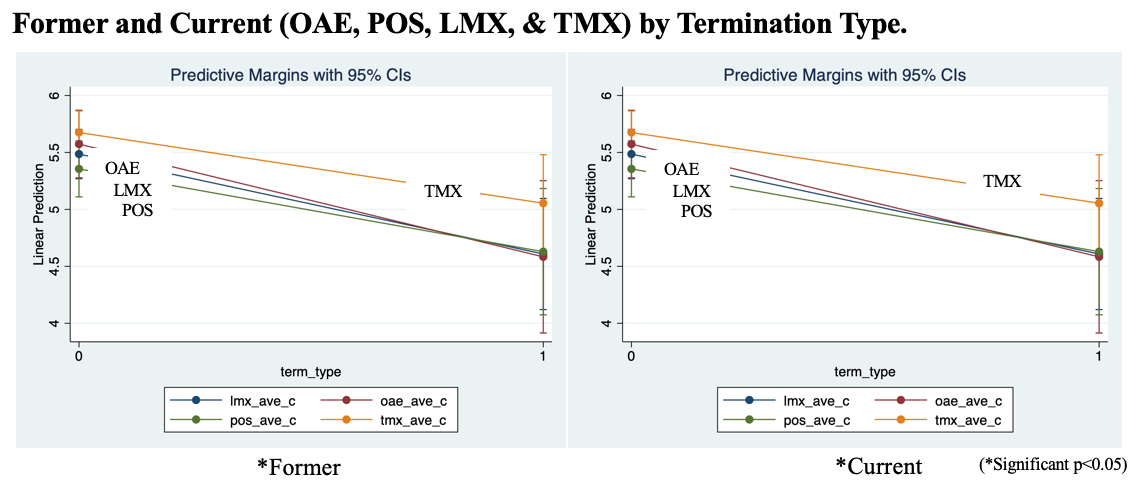 Former and Current (OAE, POS, LMX, & TMX) by Termination Type.
Predictive Margins with 95% CIs
6
5.5
5
4.5
4
Linear Prediction
OAE
LMX
POS
TMX
0
1
term_type
lmx_ave_c
oae_ave_c
pos_ave_c
tmx_ave_c
*Former
Predictive Margins with 95% CIs
6
5.5
5
4.5
4
Linear Prediction
OAE
LMX
POS
TMX
0
1
term_type
lmx_ave_c
oae_ave_c
pos_ave_c
tmx_ave_c
*Current
(*Significant p<0.05)